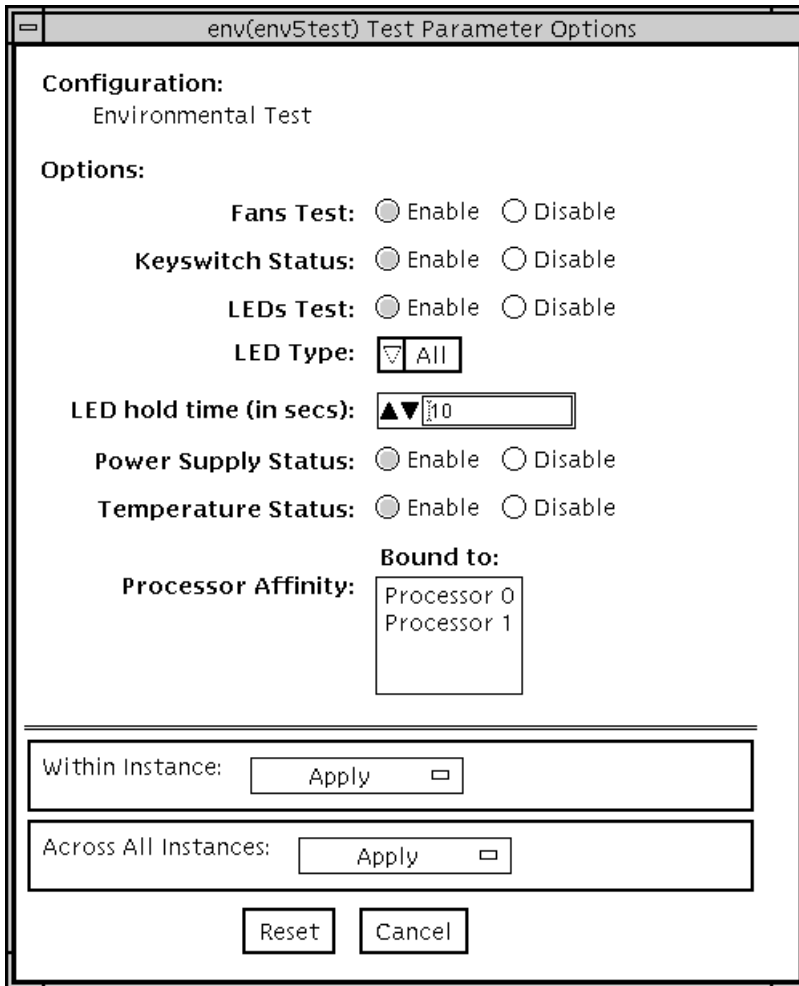 env(env5test) Test Parameter Options
Configuration:
Environmental Test
Options:
Fans Test: Enable Disable
Keyswitch Status: Enable Disable
LEDs Test: Enable Disable
LED Type: All
LED hold time (in secs): 10
Power Supply Status: Enable Disable
Temperature Status: Enable Disable
Bound to:
Processor Affinity:
Processor 0
Processor 1
Within Instance: Apply
Across All Instances: Apply
Reset Cancel